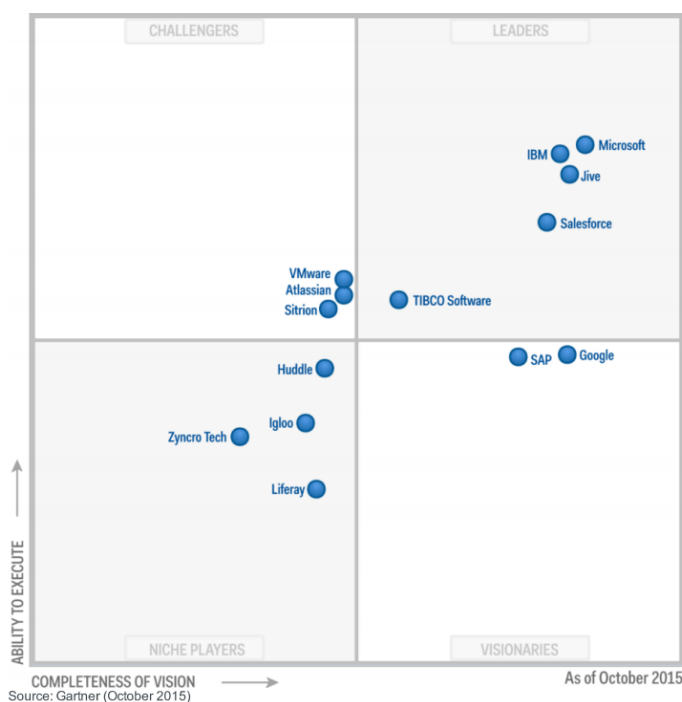 CHALLENGERS
LEADERS
Microsoft
IBM
Jive
Salesforce
VMware
Atlassian
TIBCO Software
Sitrion
SAP
Google
Huddle
Igloo
Zyncro Tech
Liferay
ABILITY TO EXECUTE
NICHE PLAYERS
VISIONARIES
COMPLETENESS OF VISION
As of October 2015
Source: Gartner (October 2015)